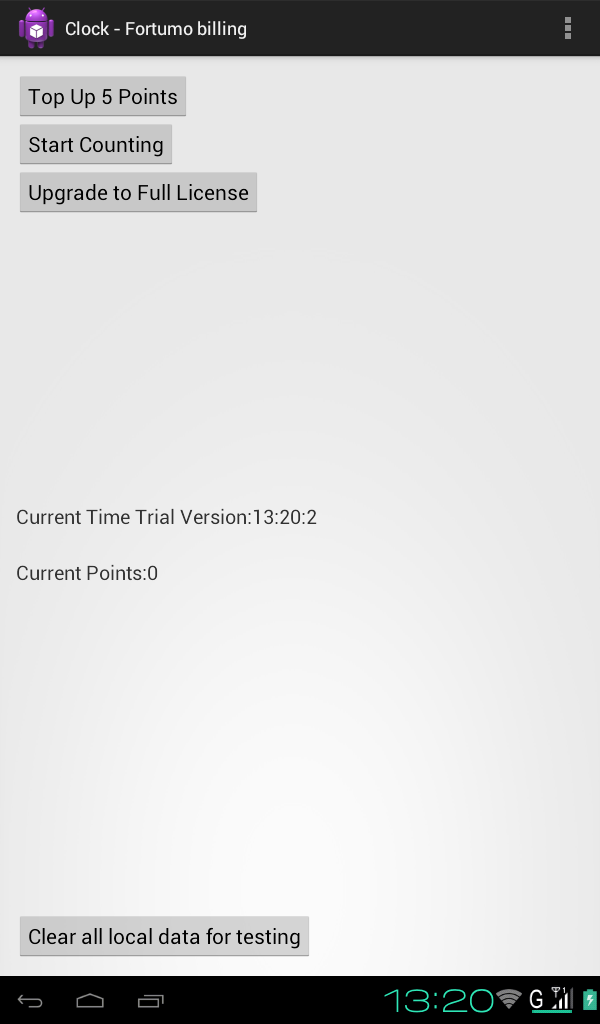 Clock - Fortumo billing
Top Up 5 Points
Start Counting
Upgrade to Full License
Current Time Trial Version:13:20:2
Current Points:0
Clear all local data for testing
13:20 G 1